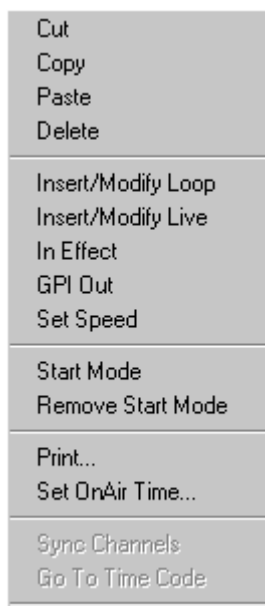 Cut
Copy
Paste
Delete
Insert/Modify Loop
Insert/Modify Live
In Effect
GPI Out
Set Speed
Start Mode
Remove Start Mode
Print...
Set OnAir Time...
Sync Channels
Go To Time Code